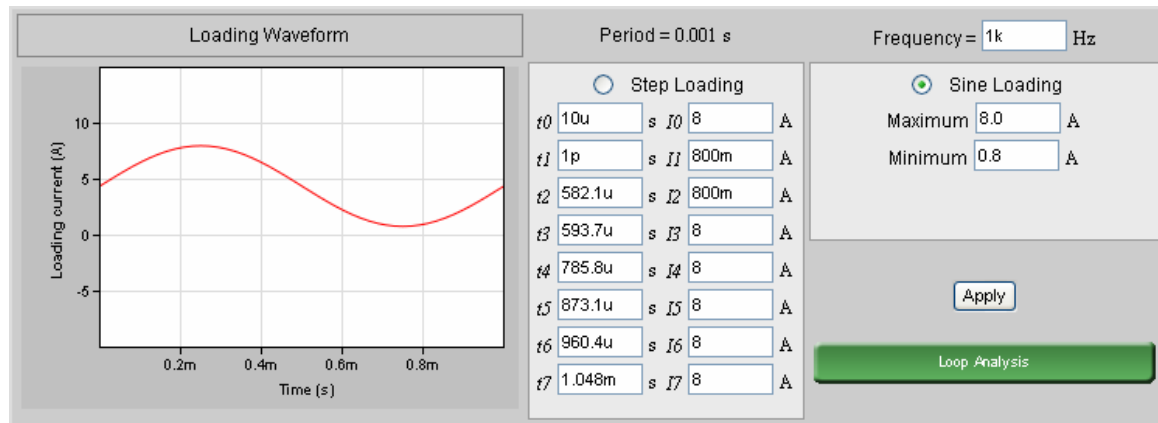 Loading Waveform
Loading current (A)
10
5
0
-5
0.2m 0.4m 0.6m 0.8m
Time (s)
Period = 0.001 s
Step Loading
t0 10u s I0 8 A
t1 1p s I1 800m A
t2 582.1u s I2 800m A
t3 593.7u s I3 8 A
t4 785.8u s I4 8 A
t5 873.1u s I5 8 A
t6 960.4u s I6 8 A
t7 1.048m s I7 8 A
Frequency = 1k Hz
Sine Loading
Maximum 8.0 A
Minimum 0.8 A
Apply
Loop Analysis